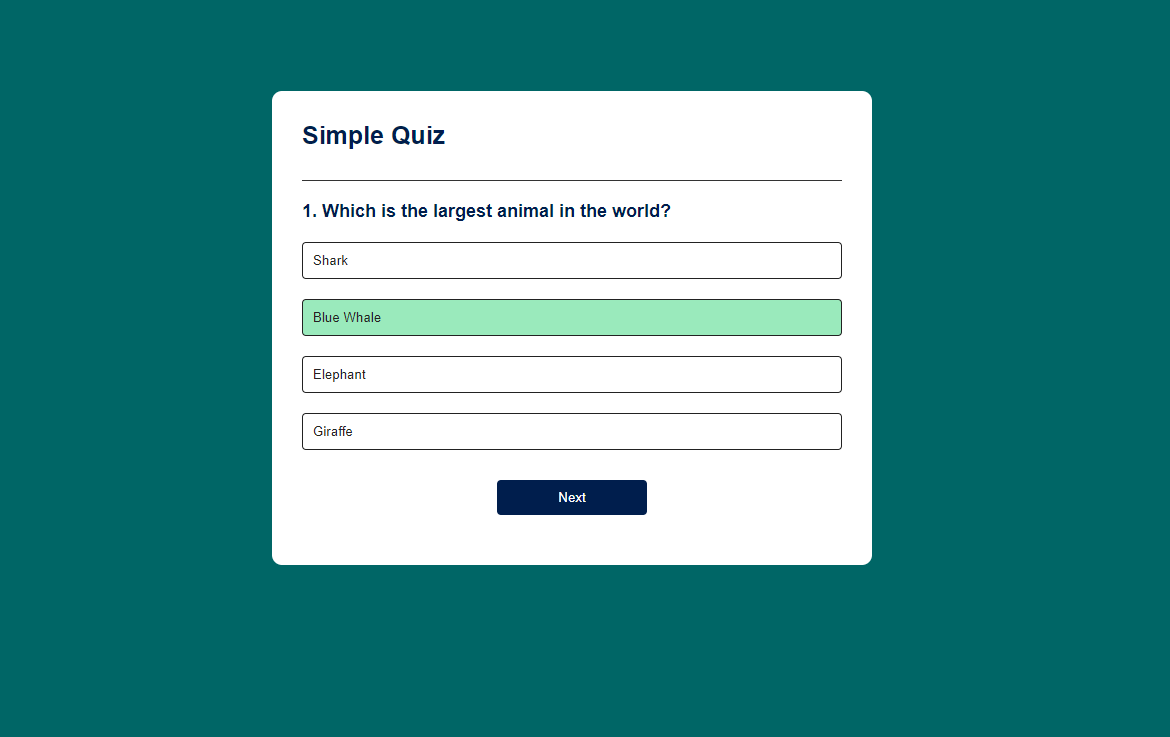 Simple Quiz
1. Which is the largest animal in the world?
Shark
Blue Whale
Elephant
Giraffe
Next